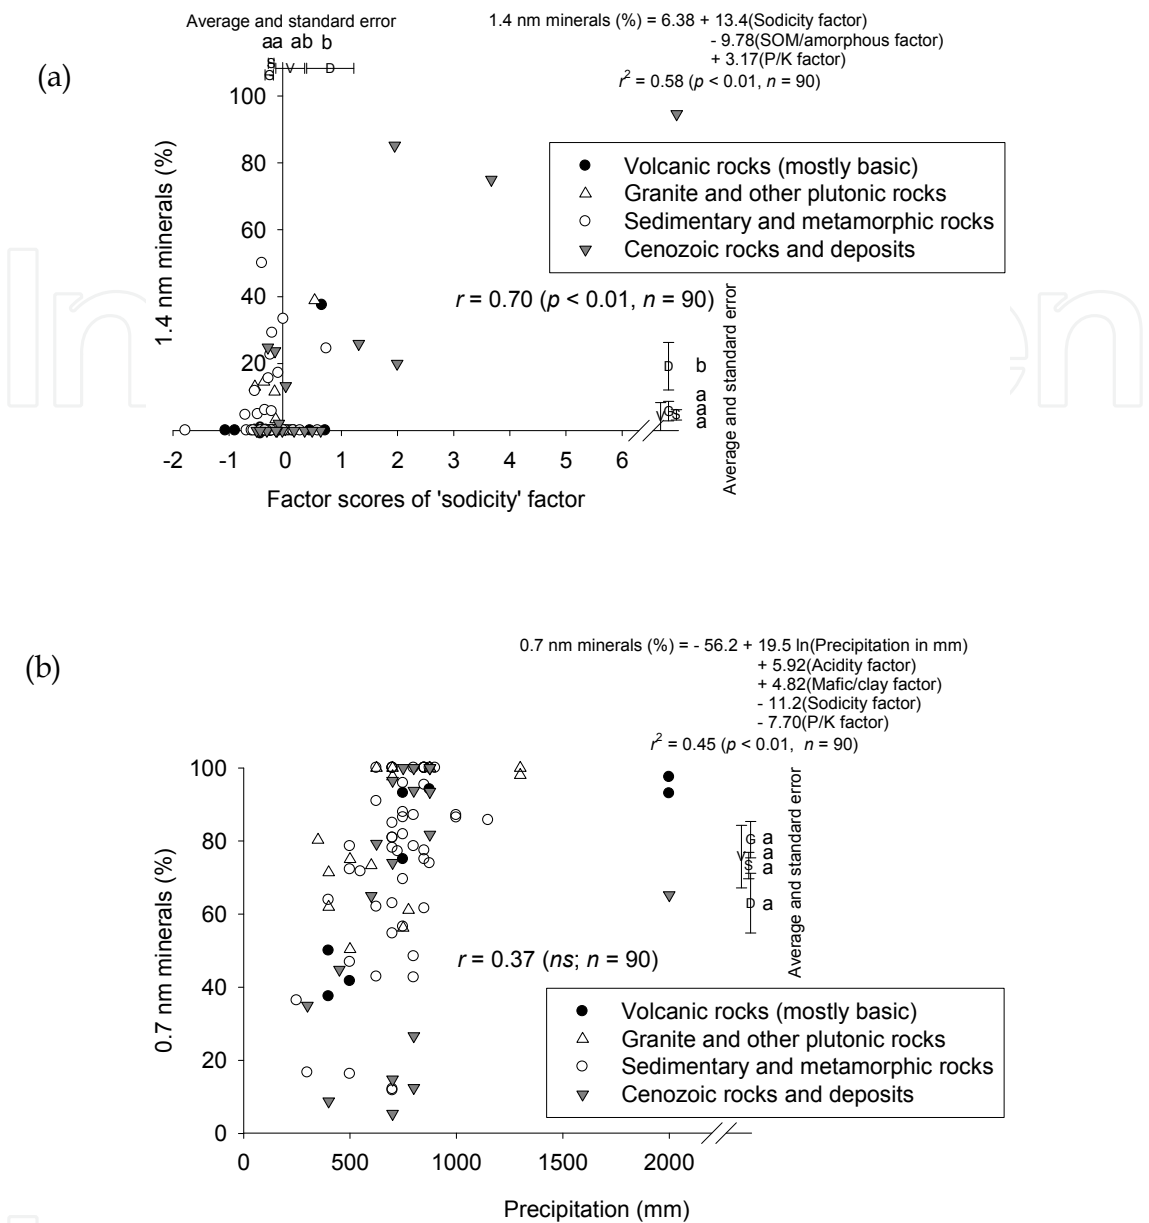 (a)
Average and standard error
aa ab b
S
G V D
1.4 nm minerals (%) = 6.38 + 13.4(Sodicity factor)
- 9.78(SOM/amorphous factor)
+ 3.17(P/K factor)
r² = 0.58 (p < 0.01, n = 90)
1.4 nm minerals (%)
100
80
60
40
20
0
Volcanic rocks (mostly basic)
Granite and other plutonic rocks
Sedimentary and metamorphic rocks
Cenozoic rocks and deposits
r = 0.70 (p < 0.01, n = 90)
D b
a
V a
S a
Average and standard error
-2 -1 0 1 2 3 4 5 6
Factor scores of 'sodicity' factor
(b)
0.7 nm minerals (%) = - 56.2 + 19.5 ln(Precipitation in mm)
+ 5.92(Acidity factor)
+ 4.82(Mafic/clay factor)
- 11.2(Sodicity factor)
- 7.70(P/K factor)
r² = 0.45 (p < 0.01, n = 90)
0.7 nm minerals (%)
100
80
60
40
20
0
G a
V a
S a
D a
Average and standard error
r = 0.37 (ns; n = 90)
Volcanic rocks (mostly basic)
Granite and other plutonic rocks
Sedimentary and metamorphic rocks
Cenozoic rocks and deposits
0 500 1000 1500 2000
Precipitation (mm)